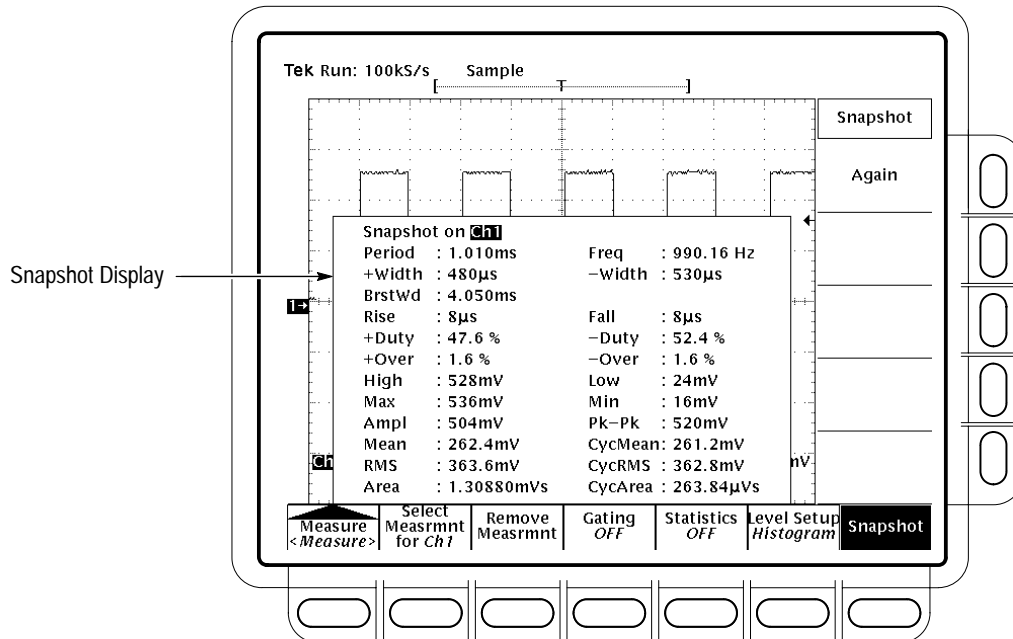 Tek Run: 100kS/s Sample
[ T ]
Snapshot
Again
Snapshot on Ch1
Period : 1.010ms Freq : 990.16 Hz
+Width : 480µs −Width : 530µs
BrstWd : 4.050ms
Rise : 8µs Fall : 8µs
+Duty : 47.6 % −Duty : 52.4 %
+Over : 1.6 % −Over : 1.6 %
High : 528mV Low : 24mV
Max : 536mV Min : 16mV
Ampl : 504mV Pk−Pk : 520mV
Mean : 262.4mV CycMean: 261.2mV
RMS : 363.6mV CycRMS : 362.8mV
Area : 1.30880mVs CycArea : 263.84µVs
Snapshot Display
1→
Ch
mV
Measure
<Measure>
Select
Measrmnt
for Ch1
Remove
Measrmnt
Gating
OFF
Statistics
OFF
Level Setup
Histogram
Snapshot